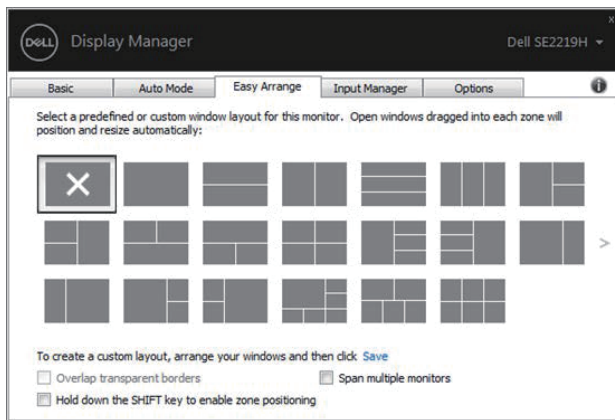 x
DELL Display Manager Dell SE2219H
Basic Auto Mode Easy Arrange Input Manager Options
Select a predefined or custom window layout for this monitor. Open windows dragged into each zone will
position and resize automatically:
To create a custom layout, arrange your windows and then click Save
Overlap transparent borders Span multiple monitors
Hold down the SHIFT key to enable zone positioning